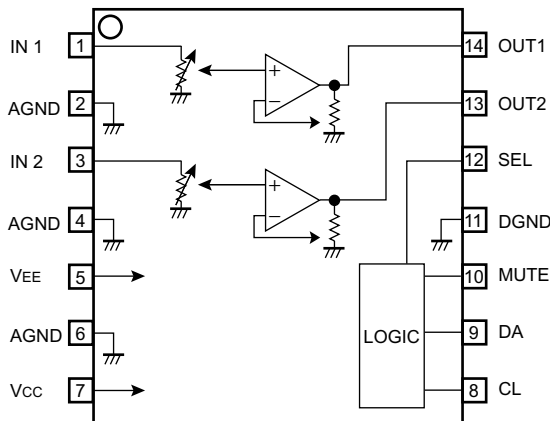 IN 1 1 14 OUT1
AGND 2 13 OUT2
IN 2 3 12 SEL
AGND 4 11 DGND
VEE 5 10 MUTE
AGND 6 LOGIC 9 DA
VCC 7 8 CL
+
−
+
−